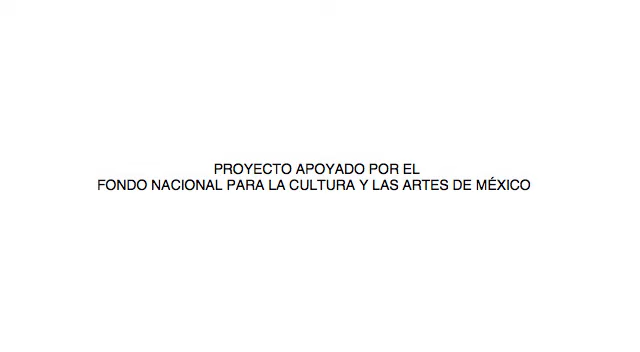 PROYECTO APOYADO POR EL
FONDO NACIONAL PARA LA CULTURA Y LAS ARTES DE MÉXICO